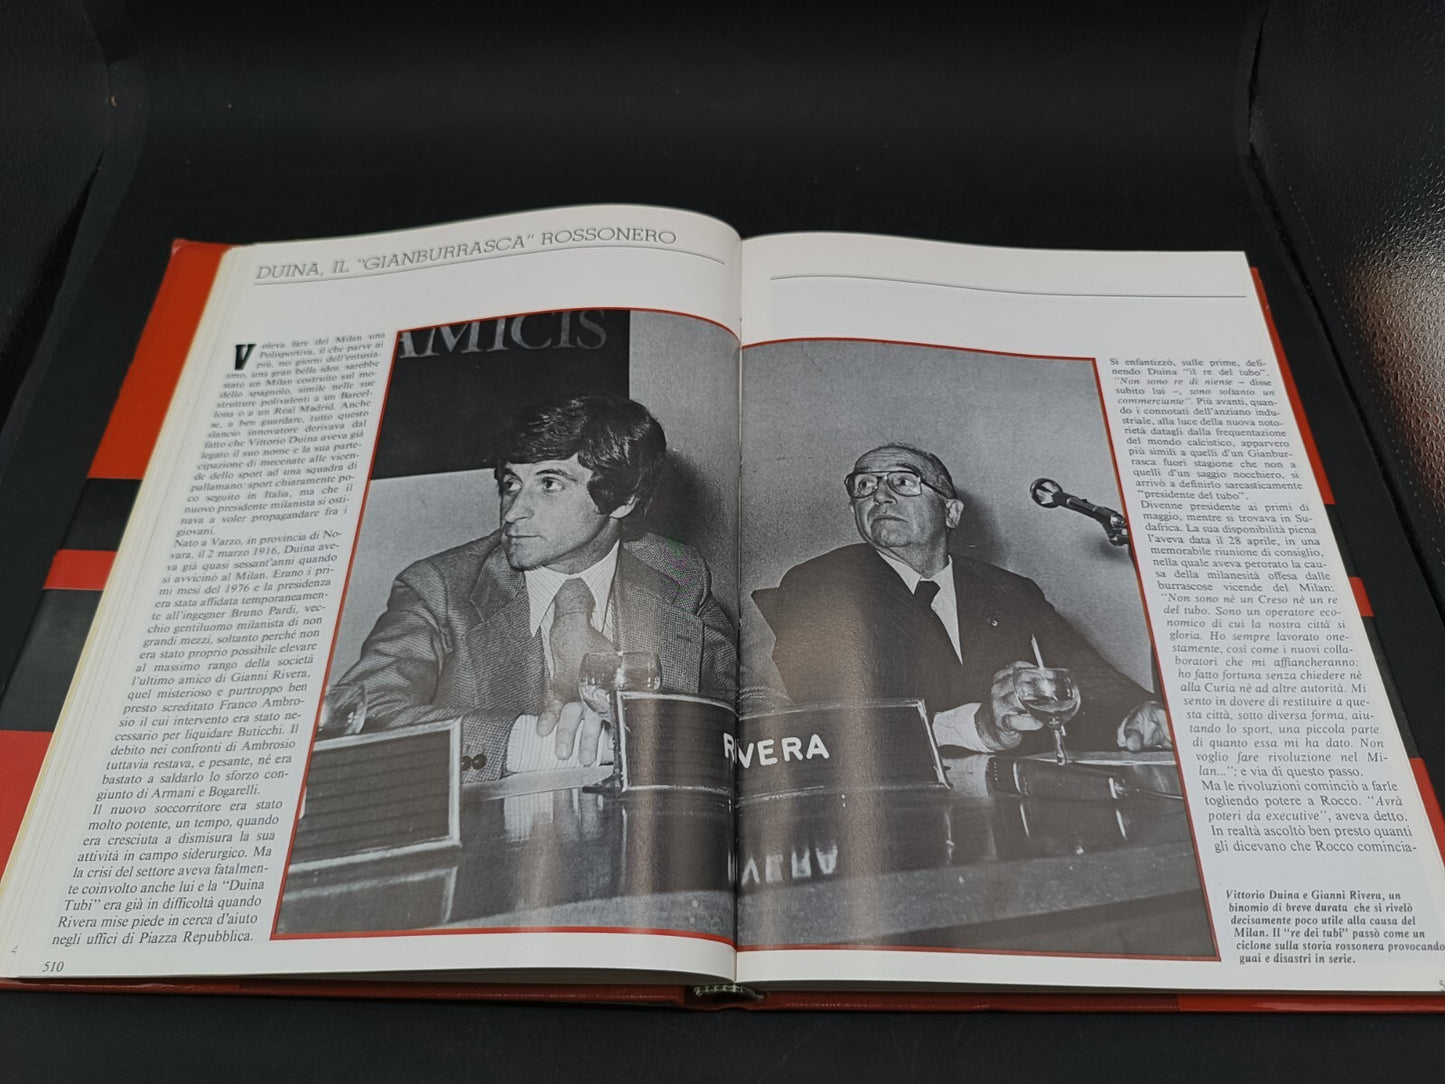 DUINA, IL "GIANBURRASCA" ROSSONERO
Voleva fare del Milan una
Polisportiva, il che parve ai
più, nei giorni dell'entusia-
smo, una gran bella idea: sarebbe
stato un Milan costruito sul mo-
dello spagnolo, simile nelle sue
strutture polivalenti a un Barcel-
lona o a un Real Madrid. Anche
se, a ben guardare, tutto questo
slancio innovatore derivava dal
fatto che Vittorio Duina aveva già
legato il suo nome e la sua parte-
cipazione di mecenate alle vicen-
de dello sport ad una squadra di
pallamano: sport chiaramente po-
co seguito in Italia, ma che il
nuovo presidente milanista si osti-
nava a voler propagandare fra i
giovani.
Nato a Varzo, in provincia di No-
vara, il 2 marzo 1916, Duina ave-
va già quasi sessant'anni quando
si avvicinò al Milan. Erano i pri-
mi mesi del 1976 e la presidenza
era stata affidata temporaneamen-
te all'ingegner Bruno Pardi, vec-
chio gentiluomo milanista di non
grandi mezzi, soltanto perché non
era stato proprio possibile elevare
al massimo rango della società
l'ultimo amico di Gianni Rivera,
quel misterioso e purtroppo ben
presto screditato Franco Ambro-
sio il cui intervento era stato ne-
cessario per liquidare Buticchi. Il
debito nei confronti di Ambrosio
tuttavia restava, e pesante, né era
bastato a saldarlo lo sforzo con-
giunto di Armani e Bogarelli.
Il nuovo soccorritore era stato
molto potente, un tempo, quando
era cresciuta a dismisura la sua
attività in campo siderurgico. Ma
la crisi del settore aveva fatalmen-
te coinvolto anche lui e la "Duina
Tubi" era già in difficoltà quando
Rivera mise piede in cerca d'aiuto
negli uffici di Piazza Repubblica.
510
AMICIS
RIVERA
Si enfantizzò, sulle prime, defi-
nendo Duina "il re del tubo".
"Non sono re di niente – disse
subito lui –, sono soltanto un
commerciante". Più avanti, quan-
do i connotati dell'anziano indu-
striale, alla luce della nuova noto-
rietà datagli dalla frequentazione
del mondo calcistico, apparvero
più simili a quelli d'un Gianbur-
rasca fuori stagione che non a
quelli d'un saggio nocchiero, si
arrivò a definirlo sarcasticamente
"presidente del tubo".
Divenne presidente ai primi di
maggio, mentre si trovava in Su-
dafrica. La sua disponibilità piena
l'aveva data il 28 aprile, in una
memorabile riunione di consiglio,
nella quale aveva perorato la cau-
sa della milanesità offesa dalle
burrascose vicende del Milan:
"Non sono né un Creso né un re
del tubo. Sono un operatore eco-
nomico di cui la nostra città si
gloria. Ho sempre lavorato one-
stamente, così come i nuovi colla-
boratori che mi affiancheranno:
ho fatto fortuna senza chiedere né
alla Curia né ad altre autorità. Mi
sento in dovere di restituire a que-
sta città, sotto diversa forma, aiu-
tando lo sport, una piccola parte
di quanto essa mi ha dato. Non
voglio fare rivoluzione nel Mi-
lan..."; e via di questo passo.
Ma le rivoluzioni cominciò a farle
togliendo potere a Rocco. "Avrà
poteri da executive", aveva detto.
In realtà ascoltò ben presto quanti
gli dicevano che Rocco comincia-
Vittorio Duina e Gianni Rivera, un
binomio di breve durata che si rivelò
decisamente poco utile alla causa del
Milan. Il "re dei tubi" passò come un
ciclone sulla storia rossonera provocando
guai e disastri in serie.